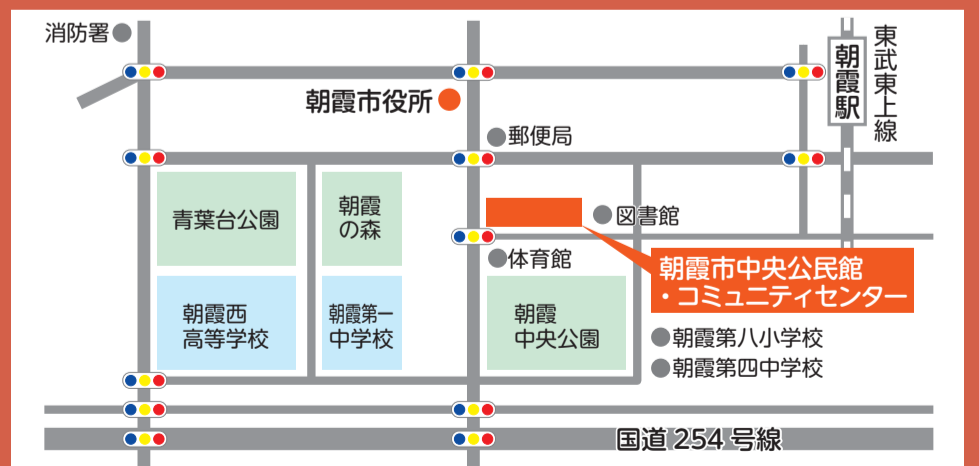 消防署
朝霞市役所
朝霞駅
東武東上線
郵便局
青葉台公園
朝霞
の森
図書館
体育館
朝霞市中央公民館
・コミュニティセンター
朝霞西
高等学校
朝霞第一
中学校
朝霞
中央公園
朝霞第八小学校
朝霞第四中学校
国道 254 号線